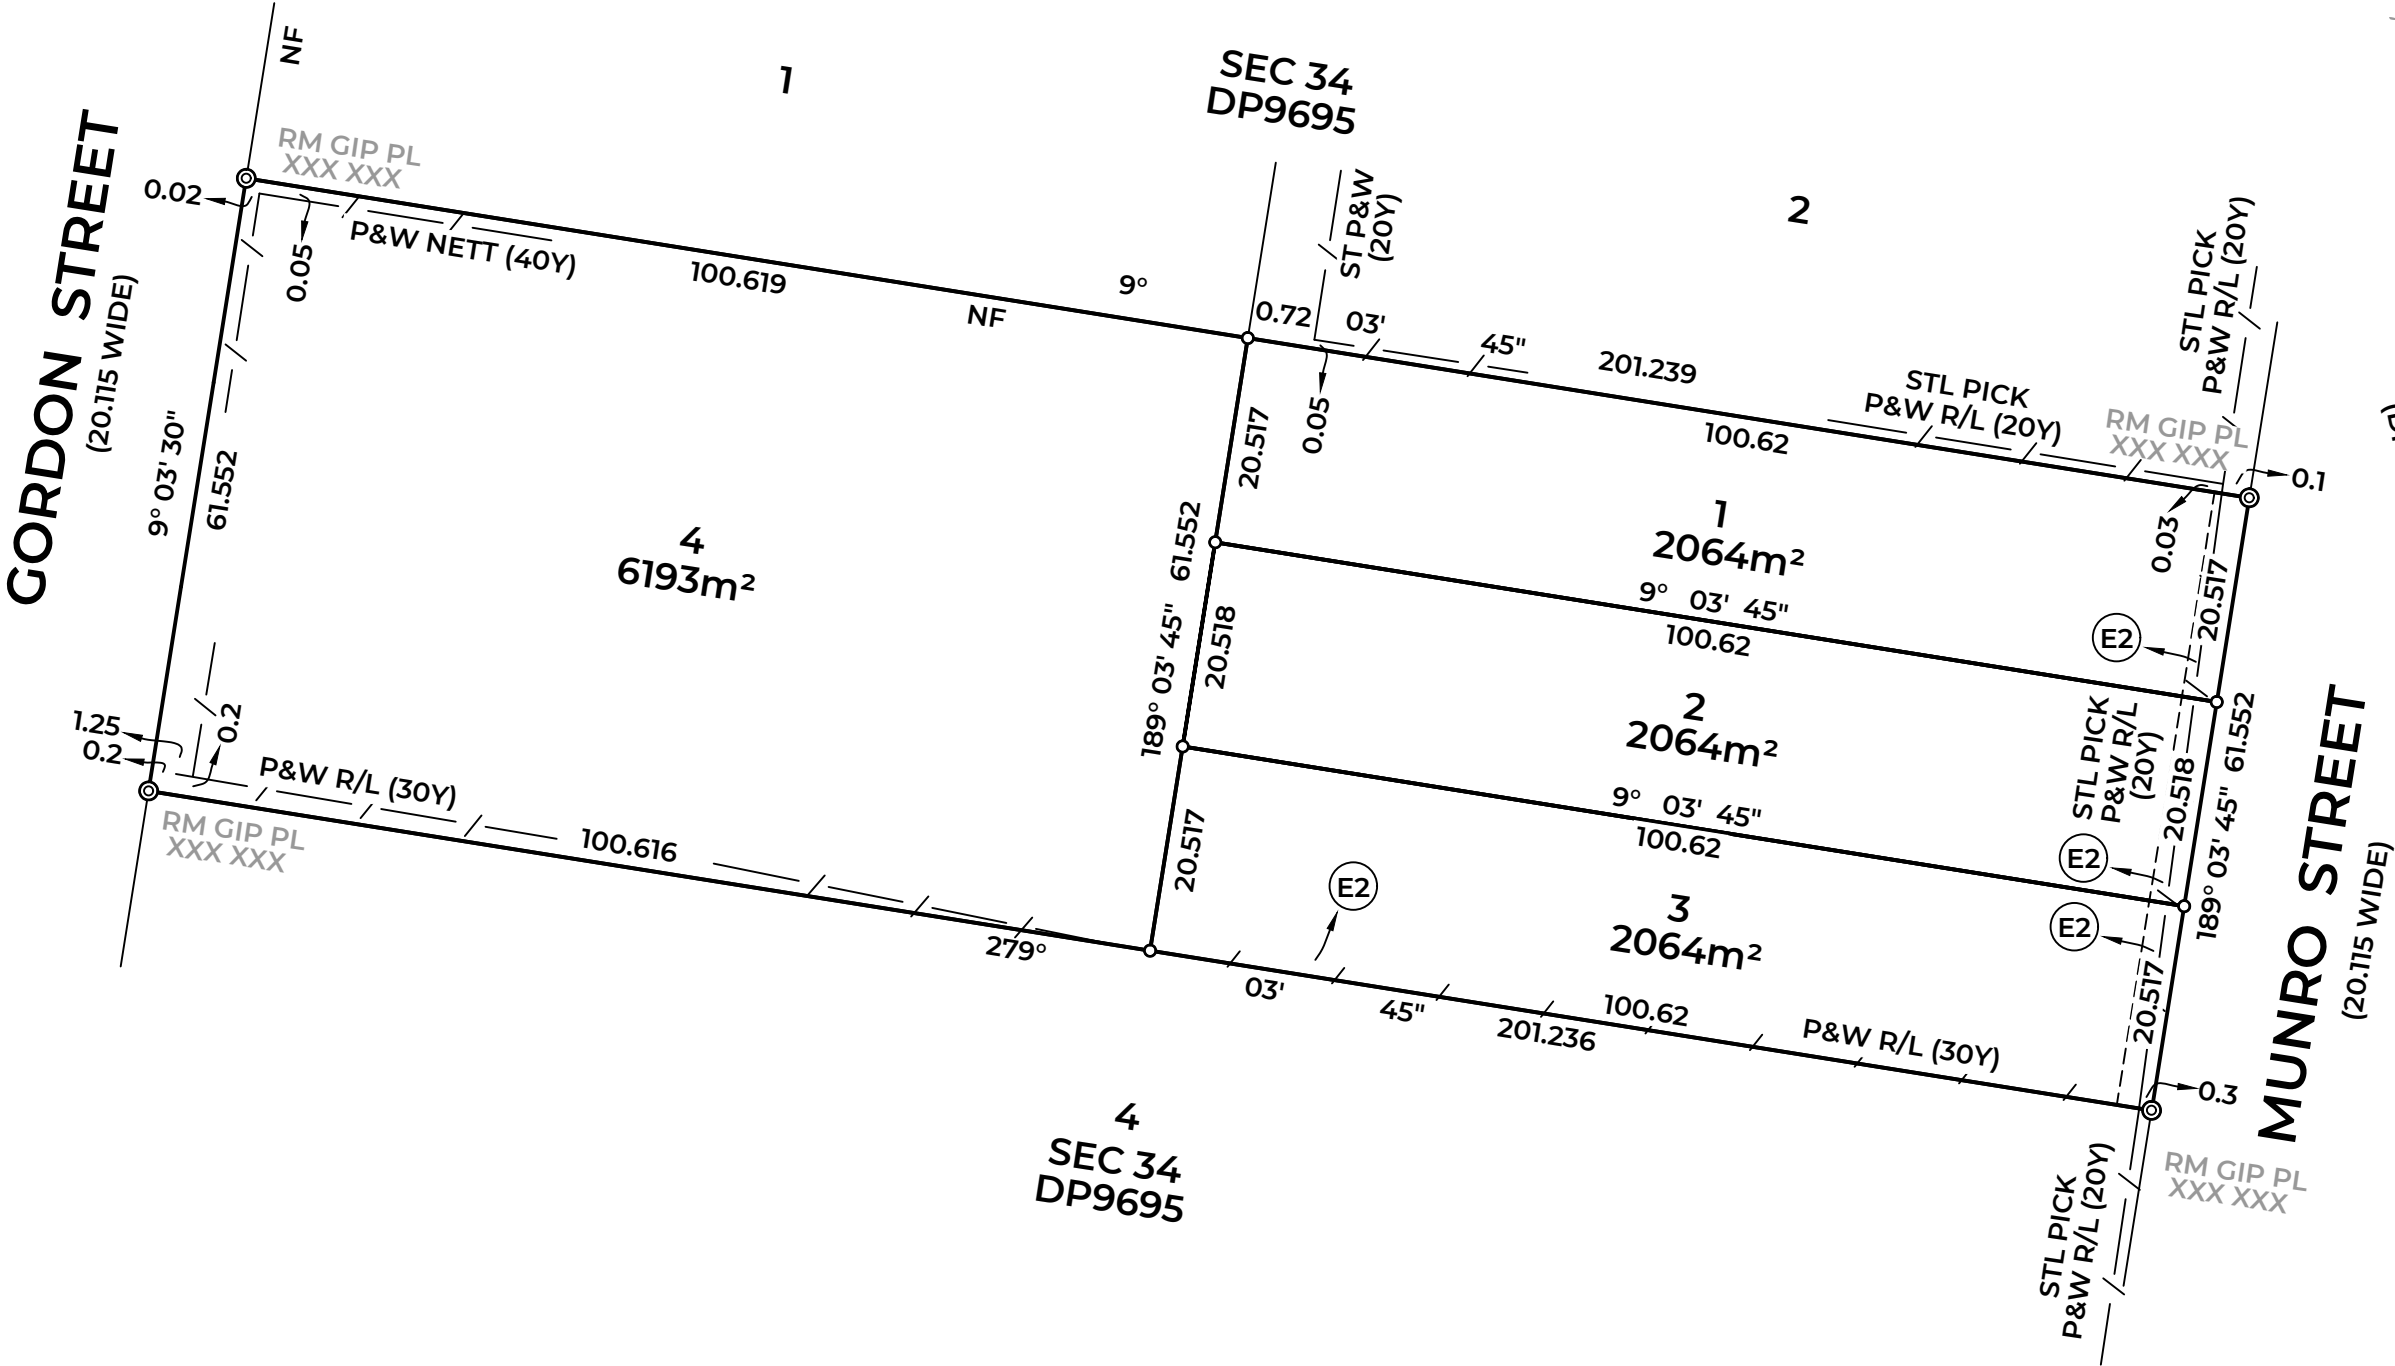 NF
1
SEC 34
DP9695
2
GORDON STREET
(20.115 WIDE)
RM GIP PL
XXX XXX
0.02
0.05
P&W NETT (40Y)
100.619
9°
NF
0.72
03'
45"
201.239
ST P&W
(20Y)
0.05
STL PICK
P&W R/L (20Y)
100.62
STL PICK
P&W R/L (20Y)
RM GIP PL
XXX XXX
0.1
0.03
9° 03' 30"
61.552
4
6193m²
20.517
61.552
20.518
189° 03' 45"
20.517
1
2064m²
9° 03' 45"
100.62
20.517
E2
2
2064m²
STL PICK
P&W R/L
(20Y)
20.518
61.552
189° 03' 45"
9° 03' 45"
100.62
E2
E2
E2
3
2064m²
20.517
MUNRO STREET
(20.115 WIDE)
1.25
0.2
0.2
P&W R/L (30Y)
RM GIP PL
XXX XXX
100.616
279°
03'
45"
100.62
201.236
P&W R/L (30Y)
0.3
4
SEC 34
DP9695
STL PICK
P&W R/L (20Y)
RM GIP PL
XXX XXX